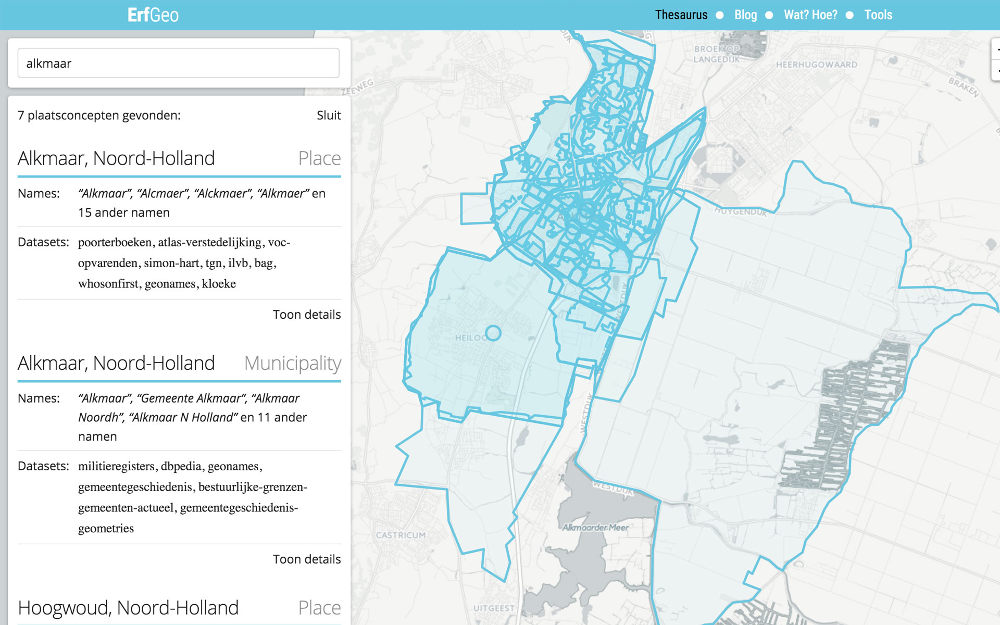 ErfGeo
Thesaurus Blog Wat? Hoe? Tools
alkmaar
7 plaatsconcepten gevonden: Sluit
Alkmaar, Noord-Holland Place
Names: “Alkmaar”, “Alcmaer”, “Alckmaer”, “Alkmaer” en
15 ander namen
Datasets: poorterboeken, atlas-verstedelijking, voc-
opvarenden, simon-hart, tgn, ilvb, bag,
whosonfirst, geonames, kloeke
Toon details
Alkmaar, Noord-Holland Municipality
Names: “Alkmaar”, “Gemeente Alkmaar”, “Alkmaar
Noordh”, “Alkmaar N Holland” en 11 ander
namen
Datasets: militieregisters, dbpedia, geonames,
gemeentegeschiedenis, bestuurlijke-grenzen-
gemeenten-actueel, gemeentegeschiedenis-
geometries
Toon details
Hoogwoud, Noord-Holland Place
BROEK OP
LANGEDIJK
HEERHUGOWAARD
ZEEWEG
BRAKEN
HUYGENDIJK
WESTDIJK
HEILOO
WESTDIJK
WESTDIJK
Alkmaarder Meer
CASTRICUM
UITGEEST